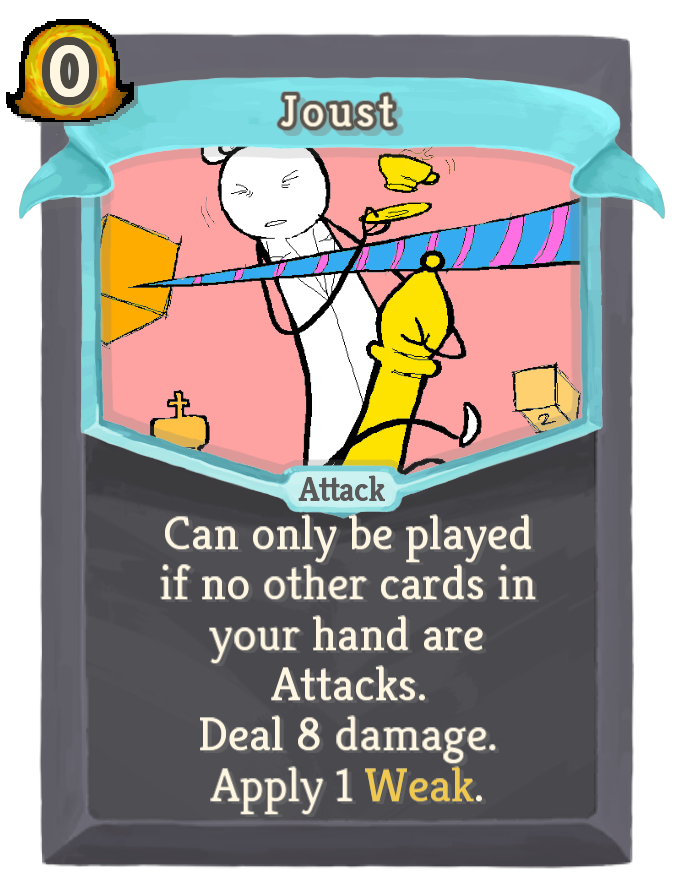 0
Joust
2
Attack
Can only be played
if no other cards in
your hand are
Attacks.
Deal 8 damage.
Apply 1 Weak.